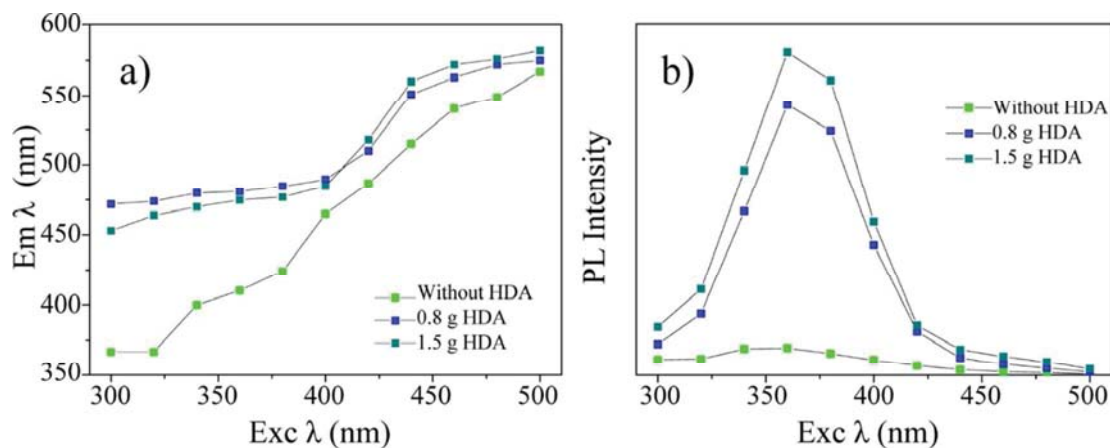 a)
600
550
500
450
400
350
Em λ (nm)
Without HDA
0.8 g HDA
1.5 g HDA
300 350 400 450 500
Exc λ (nm)
b)
PL Intensity
Without HDA
0.8 g HDA
1.5 g HDA
300 350 400 450 500
Exc λ (nm)